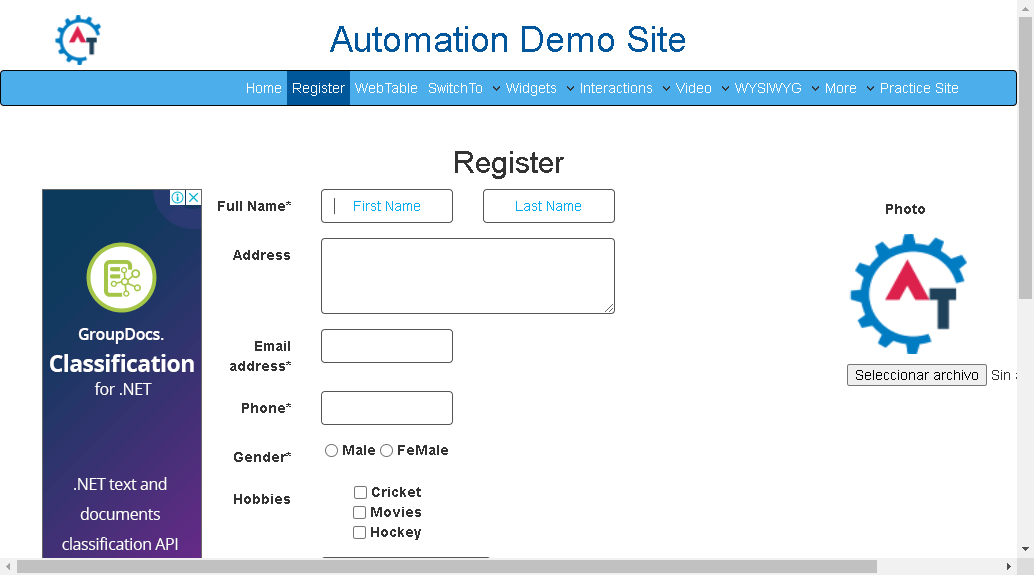 AT
Automation Demo Site
Home Register WebTable SwitchTo Widgets Interactions Video WYSIWYG More Practice Site
Register
GroupDocs.
Classification
for .NET
.NET text and
documents
classification API
Full Name* First Name Last Name
Address
Email
address*
Phone*
Gender* Male FeMale
Hobbies Cricket
Movies
Hockey
Photo
AT
Seleccionar archivo Sin